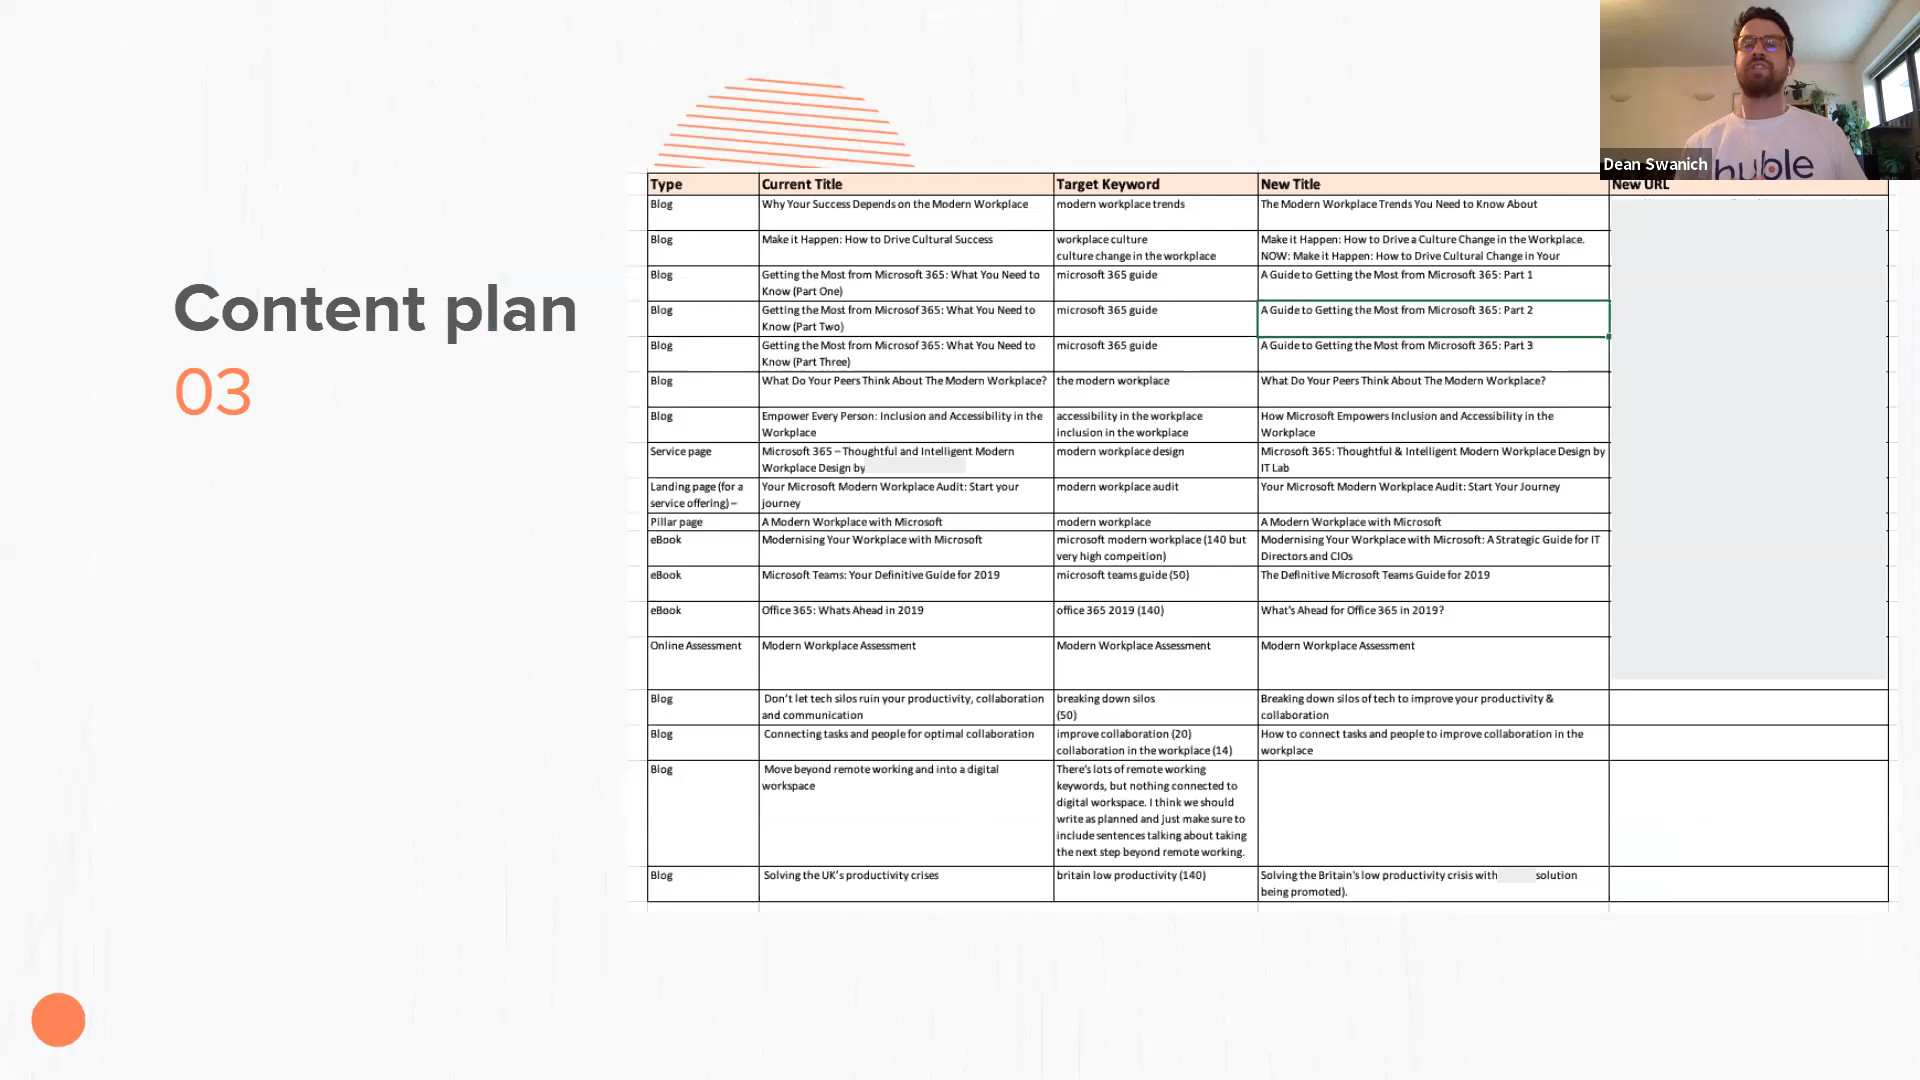 Dean Swanich
huble
Content plan
03
Type Current Title Target Keyword New Title New URL
Blog Why Your Success Depends on the Modern Workplace modern workplace trends The Modern Workplace Trends You Need to Know About
Blog Make it Happen: How to Drive Cultural Success workplace culture Make it Happen: How to Drive a Culture Change in the Workplace.
culture change in the workplace NOW: Make it Happen: How to Drive Cultural Change in Your
Blog Getting the Most from Microsoft 365: What You Need to microsoft 365 guide A Guide to Getting the Most from Microsoft 365: Part 1
Know (Part One)
Blog Getting the Most from Microsof 365: What You Need to microsoft 365 guide A Guide to Getting the Most from Microsoft 365: Part 2
Know (Part Two)
Blog Getting the Most from Microsof 365: What You Need to microsoft 365 guide A Guide to Getting the Most from Microsoft 365: Part 3
Know (Part Three)
Blog What Do Your Peers Think About The Modern Workplace? the modern workplace What Do Your Peers Think About The Modern Workplace?
Blog Empower Every Person: Inclusion and Accessibility in the accessibility in the workplace How Microsoft Empowers Inclusion and Accessibility in the
Workplace inclusion in the workplace Workplace
Service page Microsoft 365 – Thoughtful and Intelligent Modern modern workplace design Microsoft 365: Thoughtful & Intelligent Modern Workplace Design by
Workplace Design by IT Lab
Landing page (for a Your Microsoft Modern Workplace Audit: Start your modern workplace audit Your Microsoft Modern Workplace Audit: Start Your Journey
service offering) – journey
Pillar page A Modern Workplace with Microsoft modern workplace A Modern Workplace with Microsoft
eBook Modernising Your Workplace with Microsoft microsoft modern workplace (140 but Modernising Your Workplace with Microsoft: A Strategic Guide for IT
very high compeition) Directors and CIOs
eBook Microsoft Teams: Your Definitive Guide for 2019 microsoft teams guide (50) The Definitive Microsoft Teams Guide for 2019
eBook Office 365: Whats Ahead in 2019 office 365 2019 (140) What's Ahead for Office 365 in 2019?
Online Assessment Modern Workplace Assessment Modern Workplace Assessment Modern Workplace Assessment
Blog Don't let tech silos ruin your productivity, collaboration breaking down silos Breaking down silos of tech to improve your productivity &
and communication (50) collaboration
Blog Connecting tasks and people for optimal collaboration improve collaboration (20) How to connect tasks and people to improve collaboration in the
collaboration in the workplace (14) workplace
Blog Move beyond remote working and into a digital There's lots of remote working
workspace keywords, but nothing connected to
digital workspace. I think we should
write as planned and just make sure to
include sentences talking about taking
the next step beyond remote working.
Blog Solving the UK's productivity crises britain low productivity (140) Solving the Britain's low productivity crisis with solution
being promoted).